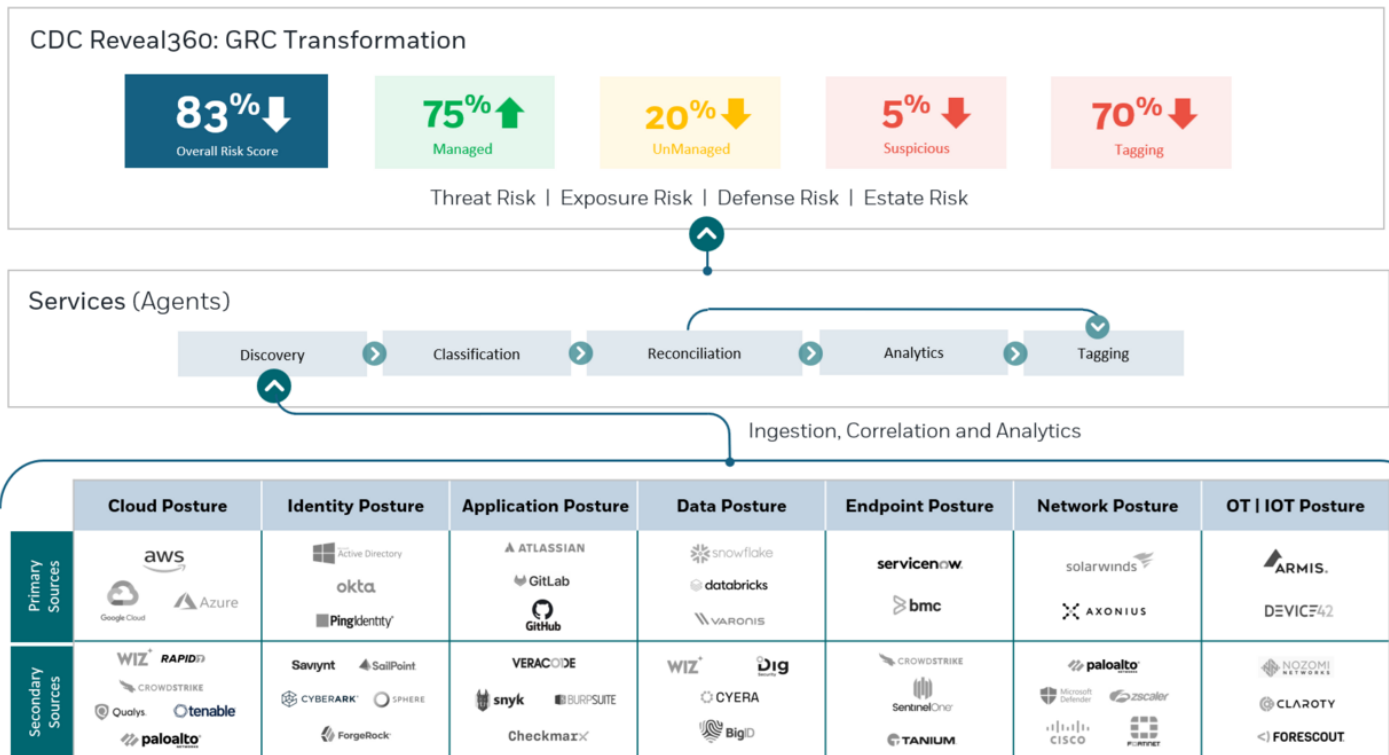 CDC Reveal360: GRC Transformation
83%
Overall Risk Score
75%
Managed
20%
UnManaged
5%
Suspicious
70%
Tagging
Threat Risk | Exposure Risk | Defense Risk | Estate Risk
Services (Agents)
Discovery
Classification
Reconciliation
Analytics
Tagging
Ingestion, Correlation and Analytics
Cloud Posture
Identity Posture
Application Posture
Data Posture
Endpoint Posture
Network Posture
OT | IOT Posture
Primary
Sources
aws
Google Cloud
Azure
Active Directory
okta
PingIdentity
ATLASSIAN
GitLab
GitHub
snowflake
databricks
VARONIS
servicenow
bmc
solarwinds
AXONIUS
ARMIS.
DEVICE42
Secondary
Sources
WIZ
RAPID7
CROWDSTRIKE
Qualys.
tenable
paloalto
NETWORKS
Saviynt
SailPoint
CYBERARK
SPHERE
ForgeRock
VERACODE
snyk
BURPSUITE
Checkmarx
WIZ
Dig
Security
CYERA
BigID
CROWDSTRIKE
SentinelOne
TANIUM
paloalto
NETWORKS
Microsoft
Defender
zscaler
CISCO
FORTINET
NOZOMI
NETWORKS
CLAROTY
FORESCOUT